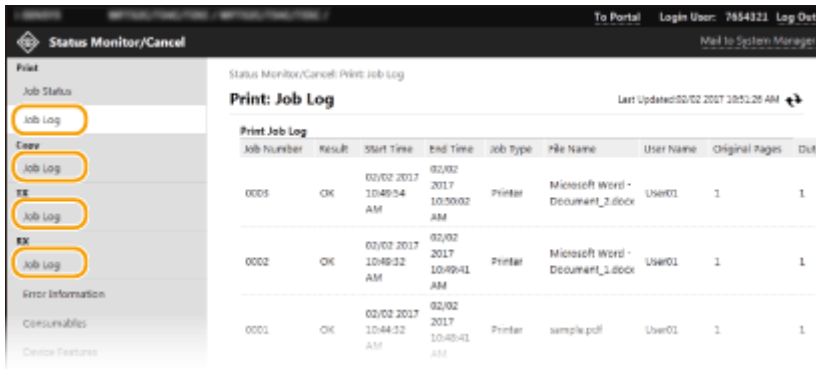 To Portal Login User: 7654321 Log Out
Status Monitor/Cancel
Mail to System Manager
Print
Job Status
Job Log
Copy
Job Log
TX
Job Log
RX
Job Log
Error Information
Consumables
Device Features
Status Monitor/Cancel: Print: Job Log
Print: Job Log
Last Updated:02/02 2017 10:51:28 AM
Print Job Log
Job Number Result Start Time End Time Job Type File Name User Name Original Pages Out
0003 OK 02/02 2017 10:49:54 AM 02/02 2017 10:50:02 AM Printer Microsoft Word - Document_2.docx User01 1 1
0002 OK 02/02 2017 10:49:32 AM 02/02 2017 10:49:41 AM Printer Microsoft Word - Document_1.docx User01 1 1
0001 OK 02/02 2017 10:44:32 AM 02/02 2017 10:48:41 AM Printer sample.pdf User01 1 1